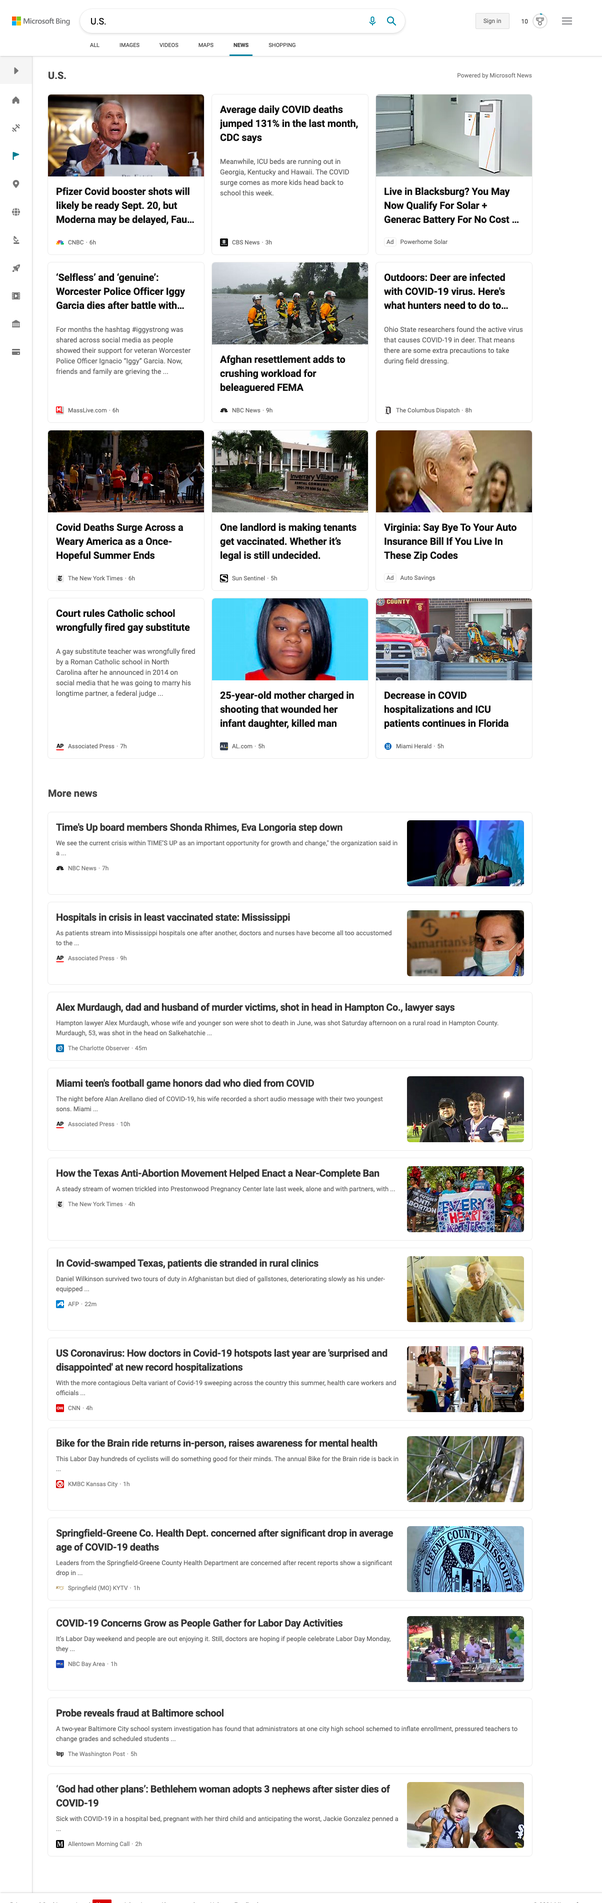 Microsoft Bing
U.S.
Sign in
10
ALL
IMAGES
VIDEOS
MAPS
NEWS
SHOPPING
U.S.
Powered by Microsoft News
Pfizer Covid booster shots will
likely be ready Sept. 20, but
Moderna may be delayed, Fau...
CNBC · 6h
Average daily COVID deaths
jumped 131% in the last month,
CDC says
Meanwhile, ICU beds are running out in
Georgia, Kentucky and Hawaii. The COVID
surge comes as more kids head back to
school this week.
CBS News · 3h
Live in Blacksburg? You May
Now Qualify For Solar +
Generac Battery For No Cost ...
Ad Powerhome Solar
‘Selfless’ and ‘genuine’:
Worcester Police Officer Iggy
Garcia dies after battle with...
For months the hashtag #iggystrong was
shared across social media as people
showed their support for veteran Worcester
Police Officer Ignacio “Iggy” Garcia. Now,
friends and family are grieving the ...
MassLive.com · 6h
Afghan resettlement adds to
crushing workload for
beleaguered FEMA
NBC News · 9h
Outdoors: Deer are infected
with COVID-19 virus. Here's
what hunters need to do to...
Ohio State researchers found the active virus
that causes COVID-19 in deer. That means
there are some extra precautions to take
during field dressing.
The Columbus Dispatch · 8h
Covid Deaths Surge Across a
Weary America as a Once-
Hopeful Summer Ends
The New York Times · 6h
Inverrary Village
One landlord is making tenants
get vaccinated. Whether it’s
legal is still undecided.
Sun Sentinel · 5h
Virginia: Say Bye To Your Auto
Insurance Bill If You Live In
These Zip Codes
Ad Auto Savings
Court rules Catholic school
wrongfully fired gay substitute
A gay substitute teacher was wrongfully fired
by a Roman Catholic school in North
Carolina after he announced in 2014 on
social media that he was going to marry his
longtime partner, a federal judge ...
AP Associated Press · 7h
25-year-old mother charged in
shooting that wounded her
infant daughter, killed man
AL.com · 5h
COUNTY
Decrease in COVID
hospitalizations and ICU
patients continues in Florida
Miami Herald · 5h
More news
Time's Up board members Shonda Rhimes, Eva Longoria step down
We see the current crisis within TIME'S UP as an important opportunity for growth and change," the organization said in
a ...
NBC News · 7h
Hospitals in crisis in least vaccinated state: Mississippi
As patients stream into Mississippi hospitals one after another, doctors and nurses have become all too accustomed
to the ...
AP Associated Press · 9h
Alex Murdaugh, dad and husband of murder victims, shot in head in Hampton Co., lawyer says
Hampton lawyer Alex Murdaugh, whose wife and younger son were shot to death in June, was shot Saturday afternoon on a rural road in Hampton County.
Murdaugh, 53, was shot in the head on Salkehatchie ...
The Charlotte Observer · 45m
Miami teen's football game honors dad who died from COVID
The night before Alan Arellano died of COVID-19, his wife recorded a short audio message with their two youngest
sons. Miami ...
AP Associated Press · 10h
How the Texas Anti-Abortion Movement Helped Enact a Near-Complete Ban
A steady stream of women trickled into Prestonwood Pregnancy Center late last week, alone and with partners, with ...
The New York Times · 4h
EVERY
HEART
In Covid-swamped Texas, patients die stranded in rural clinics
Daniel Wilkinson survived two tours of duty in Afghanistan but died of gallstones, deteriorating slowly as his under-
equipped ...
AFP · 22m
US Coronavirus: How doctors in Covid-19 hotspots last year are 'surprised and
disappointed' at new record hospitalizations
With the more contagious Delta variant of Covid-19 sweeping across the country this summer, health care workers and
officials ...
CNN · 4h
Bike for the Brain ride returns in-person, raises awareness for mental health
This Labor Day hundreds of cyclists will do something good for their minds. The annual Bike for the Brain ride is back in
...
KMBC Kansas City · 1h
Springfield-Greene Co. Health Dept. concerned after significant drop in average
age of COVID-19 deaths
Leaders from the Springfield-Greene County Health Department are concerned after recent reports show a significant
drop in ...
Springfield (MO) KYTV · 1h
GREENE COUNTY MISSOURI
COVID-19 Concerns Grow as People Gather for Labor Day Activities
It's Labor Day weekend and people are out enjoying it. Still, doctors are hoping if people celebrate Labor Day Monday,
they ...
NBC Bay Area · 1h
Probe reveals fraud at Baltimore school
A two-year Baltimore City school system investigation has found that administrators at one city high school schemed to inflate enrollment, pressured teachers to
change grades and scheduled students ...
wp The Washington Post · 5h
‘God had other plans’: Bethlehem woman adopts 3 nephews after sister dies of
COVID-19
Sick with COVID-19 in a hospital bed, pregnant with her third child and anticipating the worst, Jackie Gonzalez penned a
...
M Allentown Morning Call · 2h